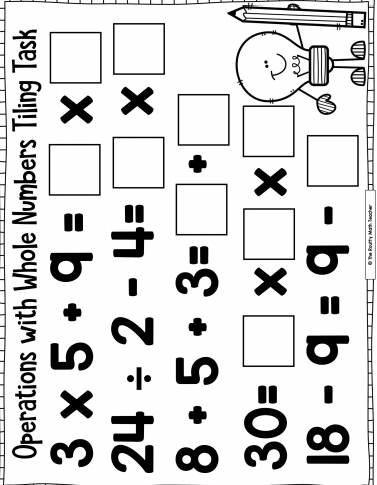 Operations with Whole Numbers Tiling Task
3 x 5 + 9 = x
24 ÷ 2 - 4= x
8 + 5 + 3= +
30= x x
18 - 9 = 9 -
© The Routty Math Teacher